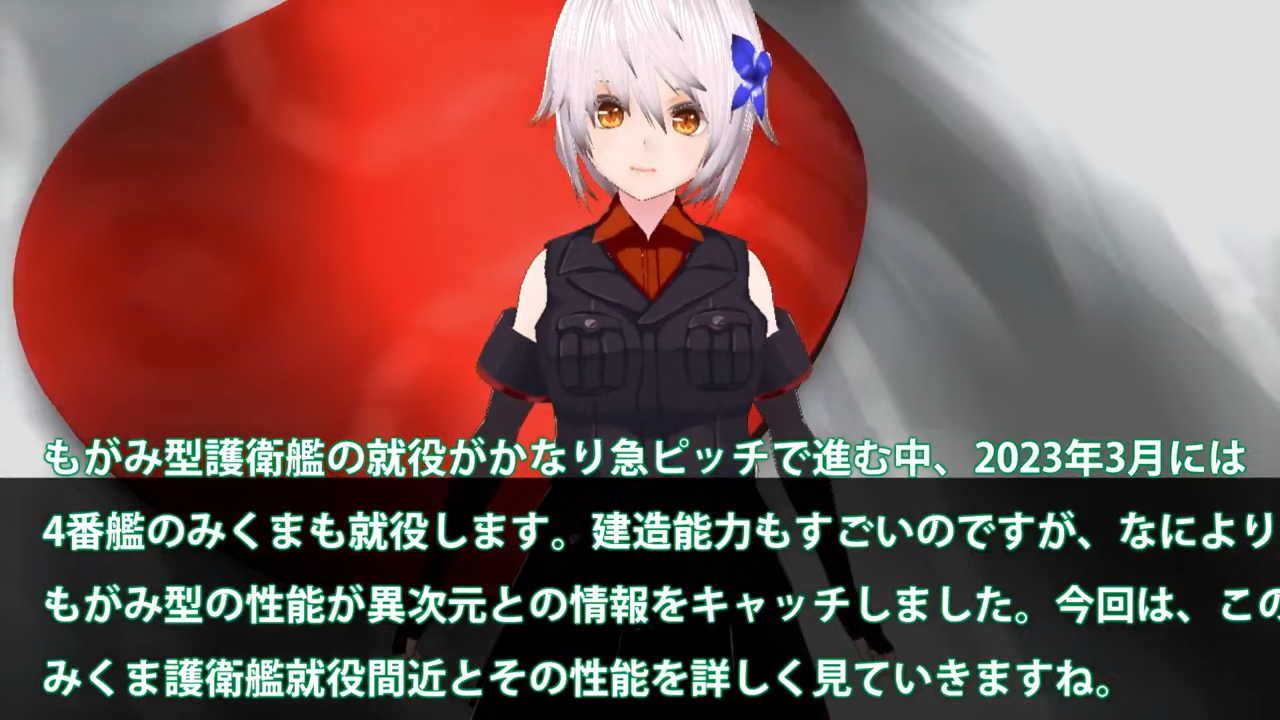 もがみ型護衛艦の就役がかなり急ピッチで進む中、2023年3月には
4番艦のみくまも就役します。建造能力もすごいのですが、なにより
もがみ型の性能が異次元との情報をキャッチしました。今回は、この
みくま護衛艦就役間近とその性能を詳しく見ていきますね。